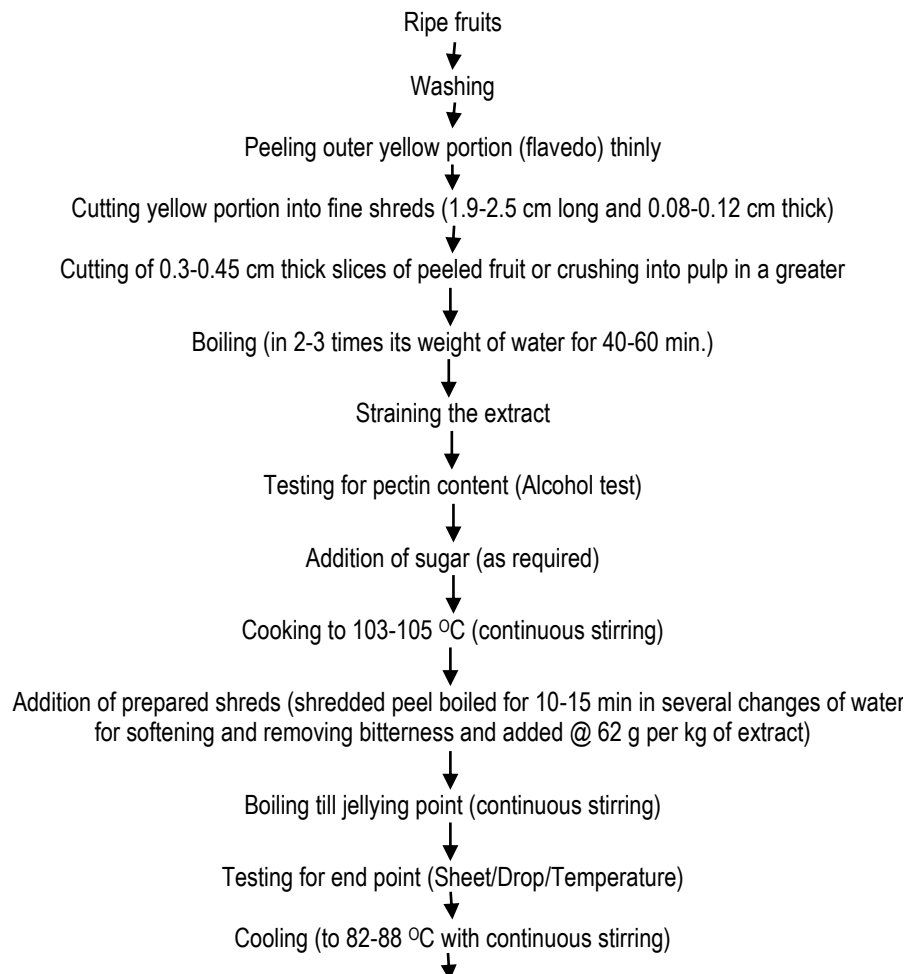 Ripe fruits
Washing
Peeling outer yellow portion (flavedo) thinly
Cutting yellow portion into fine shreds (1.9-2.5 cm long and 0.08-0.12 cm thick)
Cutting of 0.3-0.45 cm thick slices of peeled fruit or crushing into pulp in a greater
Boiling (in 2-3 times its weight of water for 40-60 min.)
Straining the extract
Testing for pectin content (Alcohol test)
Addition of sugar (as required)
Cooking to 103-105 ᴼC (continuous stirring)
Addition of prepared shreds (shredded peel boiled for 10-15 min in several changes of water
for softening and removing bitterness and added @ 62 g per kg of extract)
Boiling till jellying point (continuous stirring)
Testing for end point (Sheet/Drop/Temperature)
Cooling (to 82-88 ᴼC with continuous stirring)